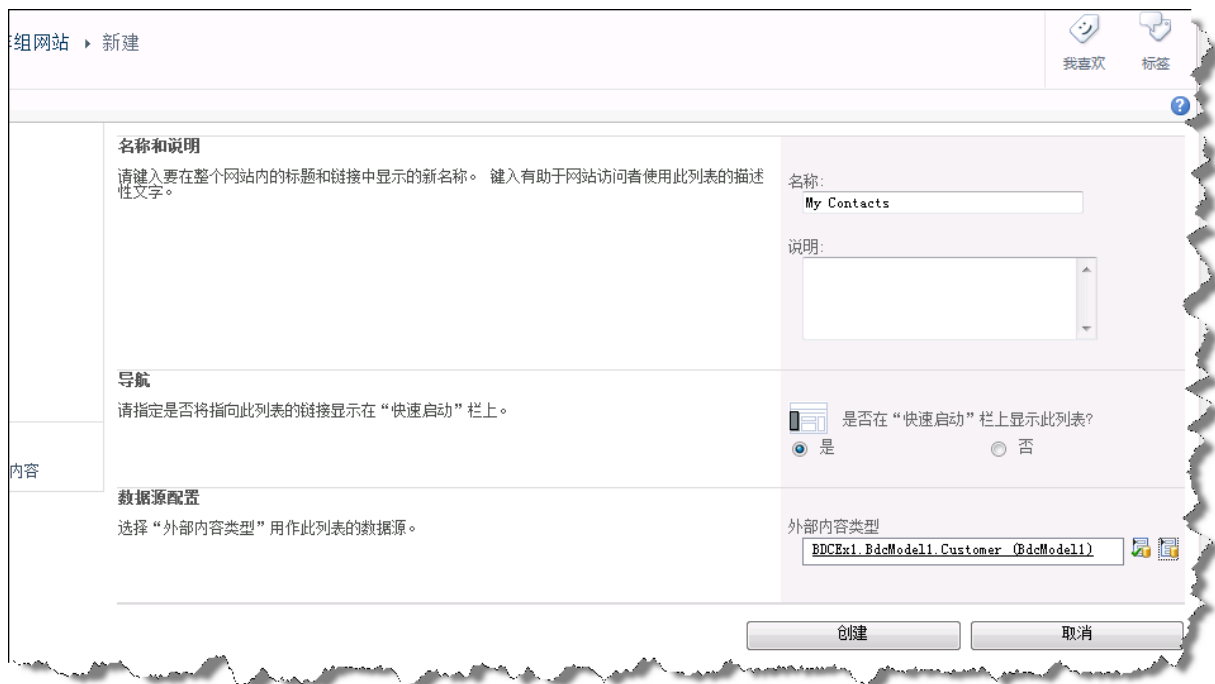 组网站 ▸ 新建
我喜欢
标签
名称和说明
请键入要在整个网站内的标题和链接中显示的新名称。 键入有助于网站访问者使用此列表的描述
性文字。
名称:
My Contacts
说明:
导航
请指定是否将指向此列表的链接显示在“快速启动”栏上。
是否在“快速启动”栏上显示此列表?
是
否
内容
数据源配置
选择“外部内容类型”用作此列表的数据源。
外部内容类型
BDCEx1.BdcModel1.Customer (BdcModel1)
创建
取消